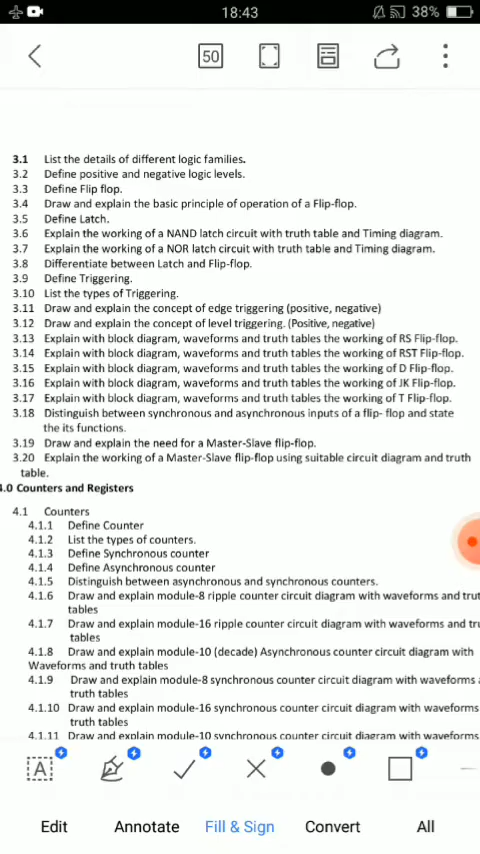 18:43
38%
50
3.1 List the details of different logic families.
3.2 Define positive and negative logic levels.
3.3 Define Flip flop.
3.4 Draw and explain the basic principle of operation of a Flip-flop.
3.5 Define Latch.
3.6 Explain the working of a NAND latch circuit with truth table and Timing diagram.
3.7 Explain the working of a NOR latch circuit with truth table and Timing diagram.
3.8 Differentiate between Latch and Flip-flop.
3.9 Define Triggering.
3.10 List the types of Triggering.
3.11 Draw and explain the concept of edge triggering (positive, negative)
3.12 Draw and explain the concept of level triggering. (Positive, negative)
3.13 Explain with block diagram, waveforms and truth tables the working of RS Flip-flop.
3.14 Explain with block diagram, waveforms and truth tables the working of RST Flip-flop.
3.15 Explain with block diagram, waveforms and truth tables the working of D Flip-flop.
3.16 Explain with block diagram, waveforms and truth tables the working of JK Flip-flop.
3.17 Explain with block diagram, waveforms and truth tables the working of T Flip-flop.
3.18 Distinguish between synchronous and asynchronous inputs of a flip- flop and state
the its functions.
3.19 Draw and explain the need for a Master-Slave flip-flop.
3.20 Explain the working of a Master-Slave flip-flop using suitable circuit diagram and truth
table.
4.0 Counters and Registers
4.1 Counters
4.1.1 Define Counter
4.1.2 List the types of counters.
4.1.3 Define Synchronous counter
4.1.4 Define Asynchronous counter
4.1.5 Distinguish between asynchronous and synchronous counters.
4.1.6 Draw and explain module-8 ripple counter circuit diagram with waveforms and trut
tables
4.1.7 Draw and explain module-16 ripple counter circuit diagram with waveforms and tru
tables
4.1.8 Draw and explain module-10 (decade) Asynchronous counter circuit diagram with
Waveforms and truth tables
4.1.9 Draw and explain module-8 synchronous counter circuit diagram with waveforms
truth tables
4.1.10 Draw and explain module-16 synchronous counter circuit diagram with waveforms
truth tables
4.1.11 Draw and explain module-10 synchronous counter circuit diagram with waveforms
A
Edit Annotate Fill & Sign Convert All